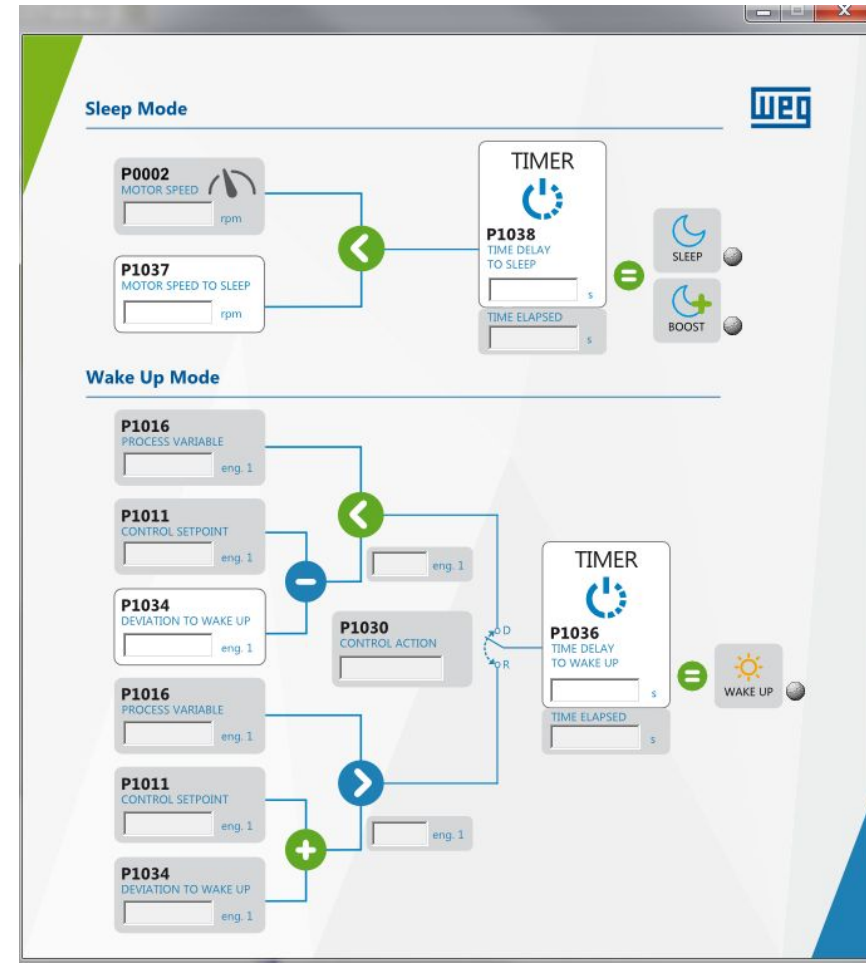 weg
Sleep Mode
P0002
MOTOR SPEED
rpm
P1037
MOTOR SPEED TO SLEEP
rpm
TIMER
P1038
TIME DELAY
TO SLEEP
s
TIME ELAPSED
s
SLEEP
BOOST
Wake Up Mode
P1016
PROCESS VARIABLE
eng. 1
P1011
CONTROL SETPOINT
eng. 1
P1034
DEVIATION TO WAKE UP
eng. 1
eng. 1
P1030
CONTROL ACTION
D
R
TIMER
P1036
TIME DELAY
TO WAKE UP
s
TIME ELAPSED
s
WAKE UP
P1016
PROCESS VARIABLE
eng. 1
P1011
CONTROL SETPOINT
eng. 1
P1034
DEVIATION TO WAKE UP
eng. 1
eng. 1